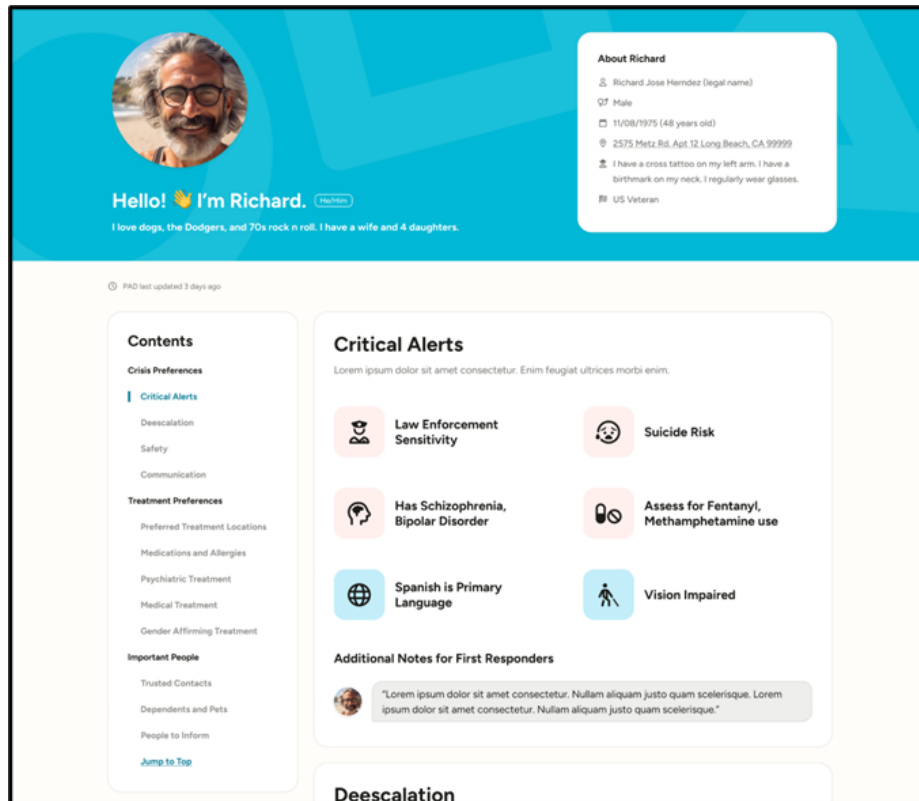 Hello! 👋 I'm Richard. He/Him
I love dogs, the Dodgers, and 70s rock n roll. I have a wife and 4 daughters.
About Richard
Richard Jose Herndez (legal name)
Male
11/08/1975 (48 years old)
2575 Metz Rd. Apt 12 Long Beach, CA 99999
I have a cross tattoo on my left arm. I have a
birthmark on my neck. I regularly wear glasses.
US Veteran
PAD last updated 3 days ago
Contents
Crisis Preferences
Critical Alerts
Deescalation
Safety
Communication
Treatment Preferences
Preferred Treatment Locations
Medications and Allergies
Psychiatric Treatment
Medical Treatment
Gender Affirming Treatment
Important People
Trusted Contacts
Dependents and Pets
People to Inform
Jump to Top
Critical Alerts
Lorem ipsum dolor sit amet consectetur. Enim feugiat ultrices morbi enim.
Law Enforcement
Sensitivity
Suicide Risk
Has Schizophrenia,
Bipolar Disorder
Assess for Fentanyl,
Methamphetamine use
Spanish is Primary
Language
Vision Impaired
Additional Notes for First Responders
"Lorem ipsum dolor sit amet consectetur. Nullam aliquam justo quam scelerisque. Lorem
ipsum dolor sit amet consectetur. Nullam aliquam justo quam scelerisque."
Deescalation